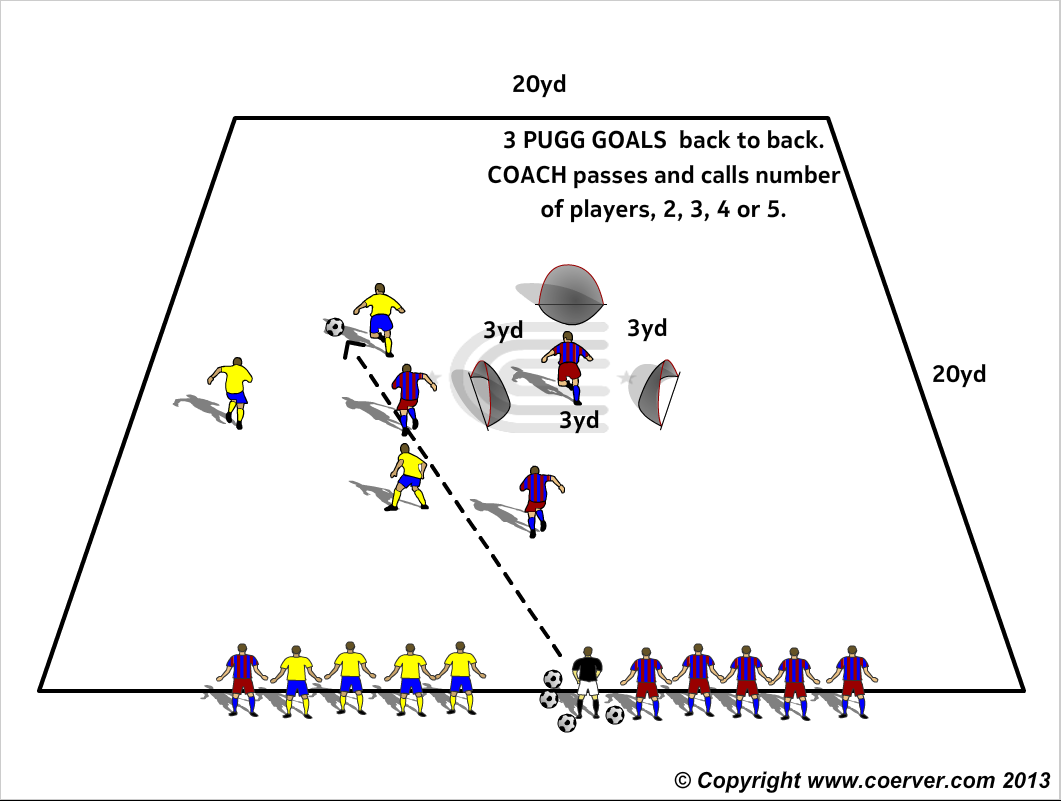 20yd
3 PUGG GOALS  back to back.
COACH passes and calls number
of players, 2, 3, 4 or 5.
3yd
3yd
20yd
3yd
© Copyright www.coerver.com 2013